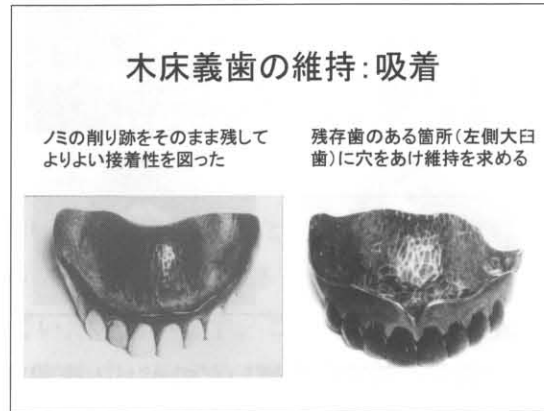 木床義歯の維持：吸着
ノミの削り跡をそのまま残して
よりよい接着性を図った
残存歯のある箇所（左側大臼
歯）に穴をあけ維持を求める